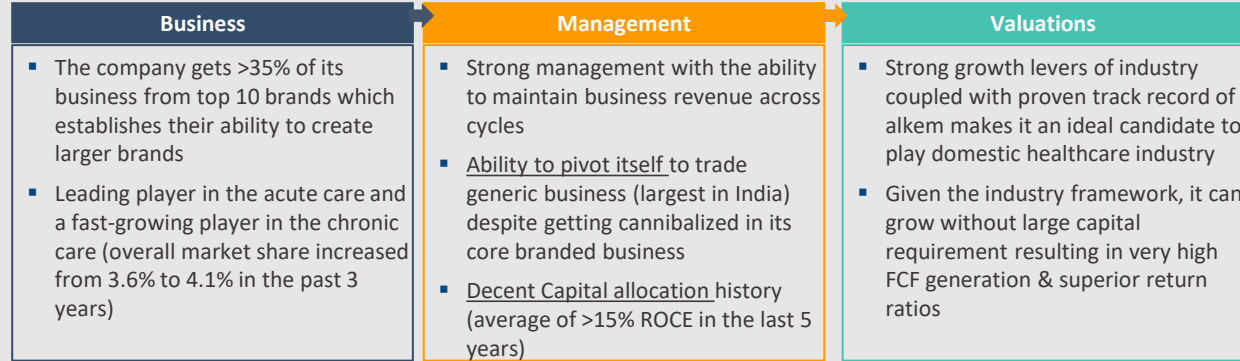 Business
▪ The company gets >35% of its
business from top 10 brands which
establishes their ability to create
larger brands
▪ Leading player in the acute care and
a fast-growing player in the chronic
care (overall market share increased
from 3.6% to 4.1% in the past 3
years)
Management
▪ Strong management with the ability
to maintain business revenue across
cycles
▪ Ability to pivot itself to trade
generic business (largest in India)
despite getting cannibalized in its
core branded business
▪ Decent Capital allocation history
(average of >15% ROCE in the last 5
years)
Valuations
▪ Strong growth levers of industry
coupled with proven track record of
alkem makes it an ideal candidate to
play domestic healthcare industry
▪ Given the industry framework, it can
grow without large capital
requirement resulting in very high
FCF generation & superior return
ratios